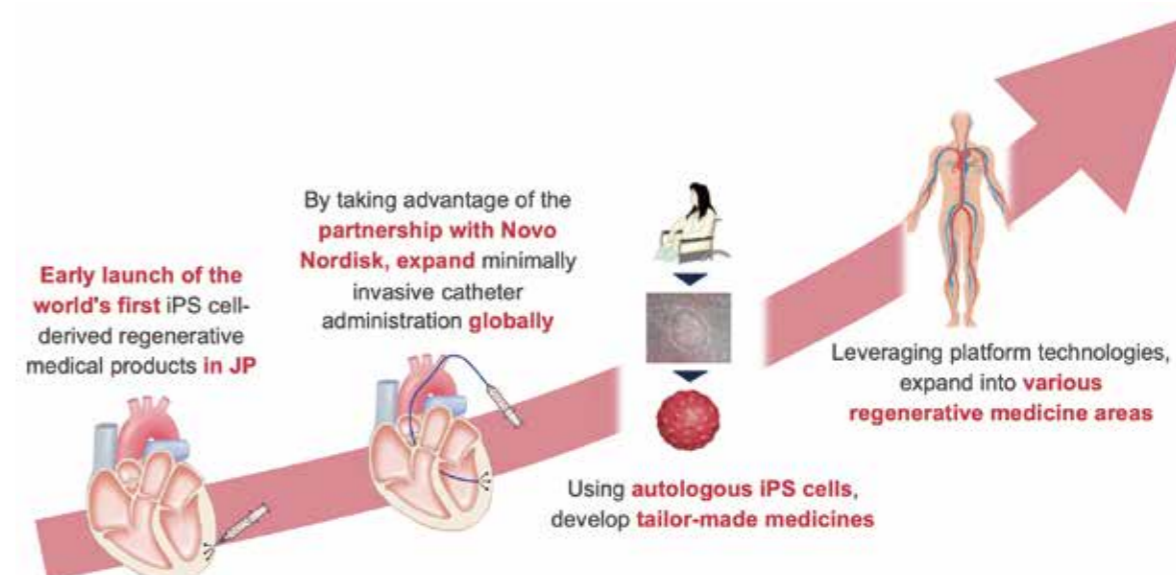 Early launch of the
world's first iPS cell-
derived regenerative
medical products in JP
By taking advantage of the
partnership with Novo
Nordisk, expand minimally
invasive catheter
administration globally
Using autologous iPS cells,
develop tailor-made medicines
Leveraging platform technologies,
expand into various
regenerative medicine areas